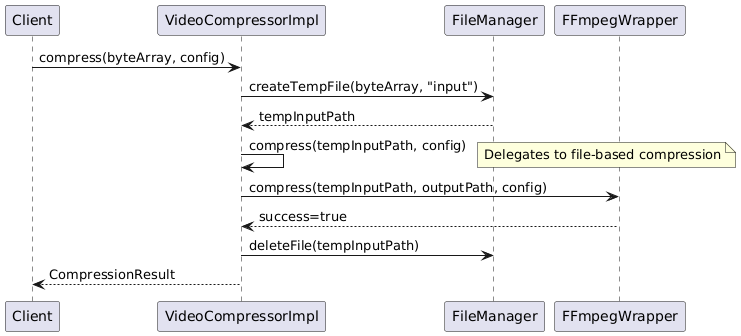 Client VideoCompressorImpl FileManager FFmpegWrapper
compress(byteArray, config)
createTempFile(byteArray, "input")
tempInputPath
compress(tempInputPath, config)
Delegates to file-based compression
compress(tempInputPath, outputPath, config)
success=true
deleteFile(tempInputPath)
CompressionResult
Client VideoCompressorImpl FileManager FFmpegWrapper